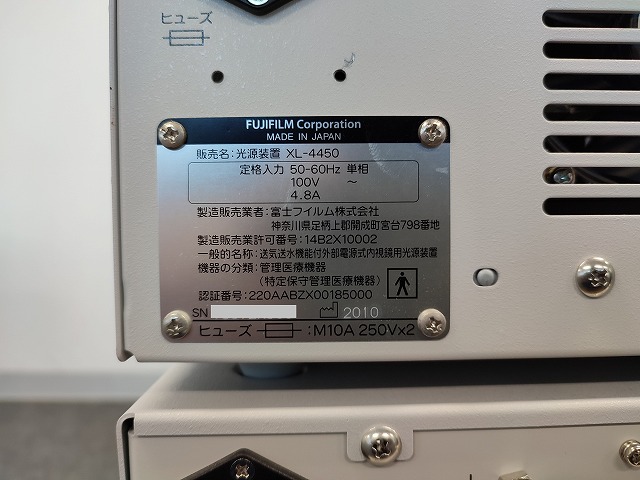 ヒューズ
FUJIFILM Corporation
MADE IN JAPAN
販売名:光源装置 XL-4450
定格入力 50-60Hz 単相
100V ～
4.8A
製造販売業者:富士フイルム株式会社
神奈川県足柄上郡開成町宮台798番地
製造販売業許可番号:14B2X10002
一般的名称:送気送水機能付外部電源式内視鏡用光源装置
機器の分類:管理医療機器
(特定保守管理医療機器)
認証番号:220AABZX00185000
SN 2010
ヒューズ :M10A 250V×2